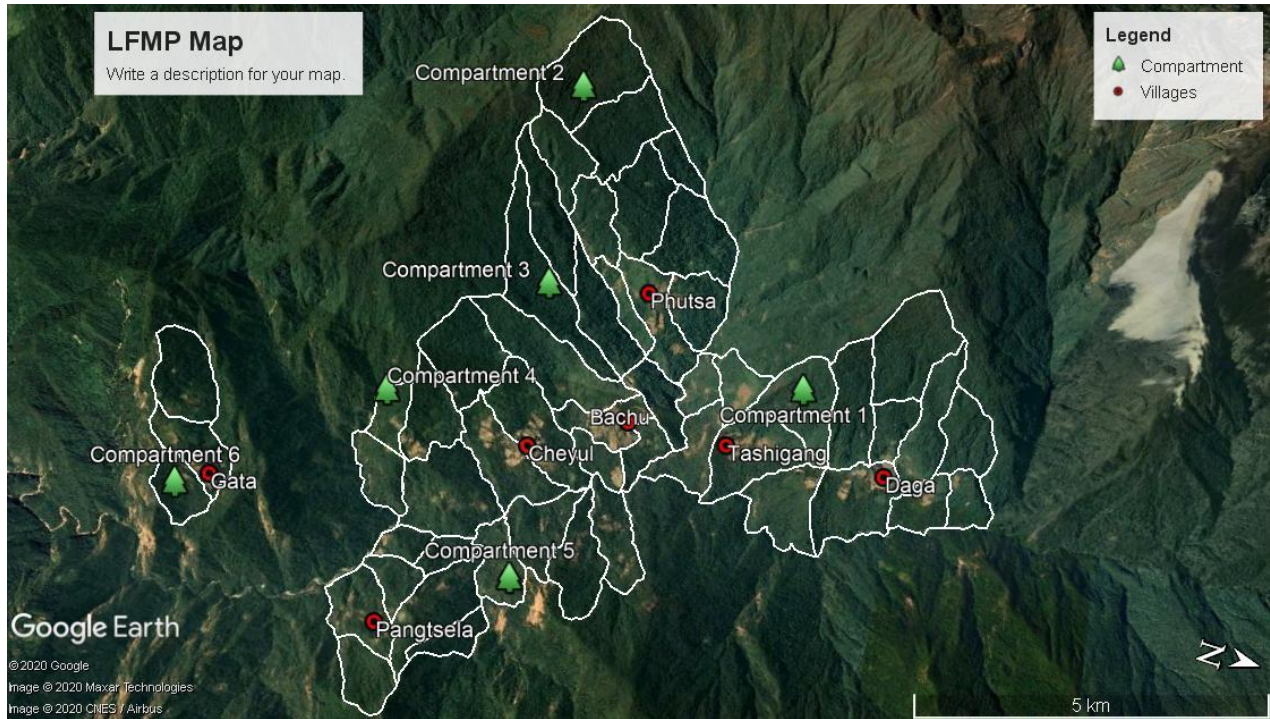 LFMP Map
Write a description for your map.
Legend
Compartment
Villages
Compartment 2
Compartment 3
Phutsa
Compartment 4
Bachu
Compartment 1
Cheyul
Tashigang
Compartment 6
Gata
Daga
Compartment 5
Pangtsela
Google Earth
© 2020 Google
Image © 2020 Maxar Technologies
Image © 2020 CNES / Airbus
N
5 km